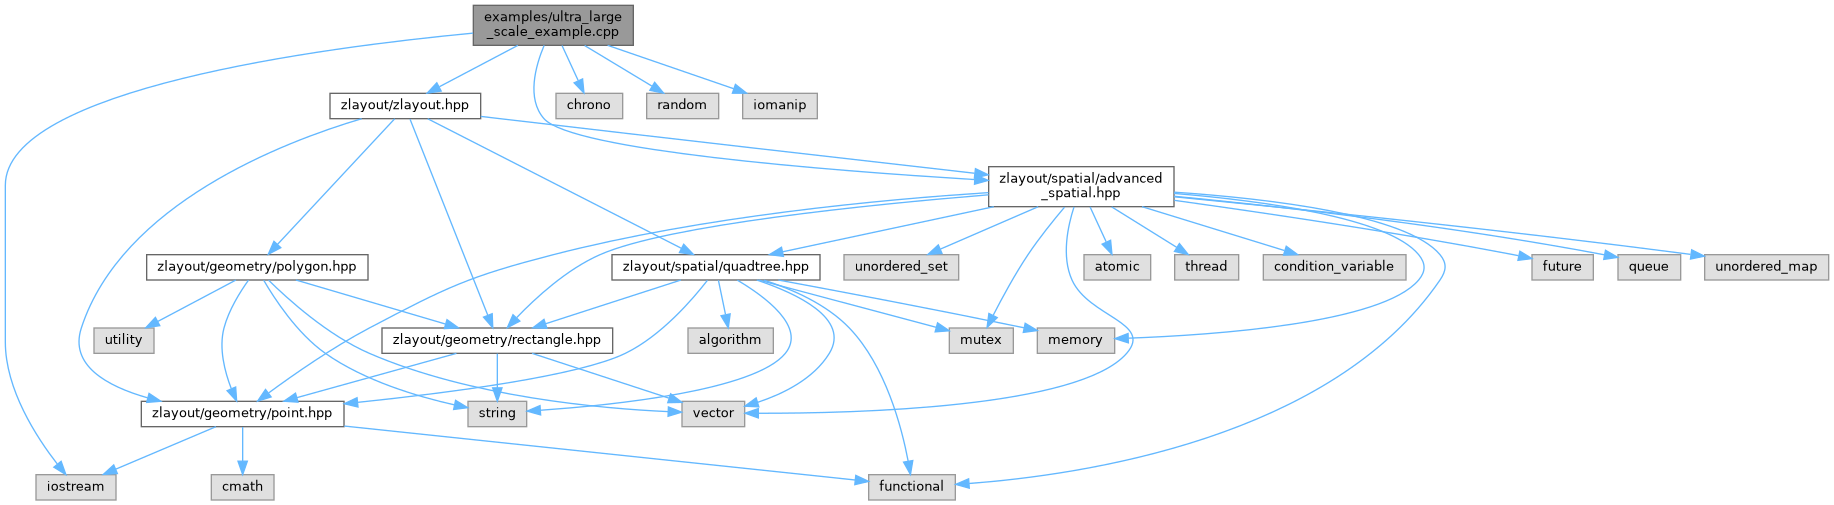 examples/ultra_large
_scale_example.cpp
zlayout/zlayout.hpp
chrono
random
iomanip
zlayout/spatial/advanced
_spatial.hpp
zlayout/geometry/polygon.hpp
zlayout/spatial/quadtree.hpp
unordered_set
atomic
thread
condition_variable
future
queue
unordered_map
utility
zlayout/geometry/rectangle.hpp
algorithm
mutex
memory
zlayout/geometry/point.hpp
string
vector
iostream
cmath
functional